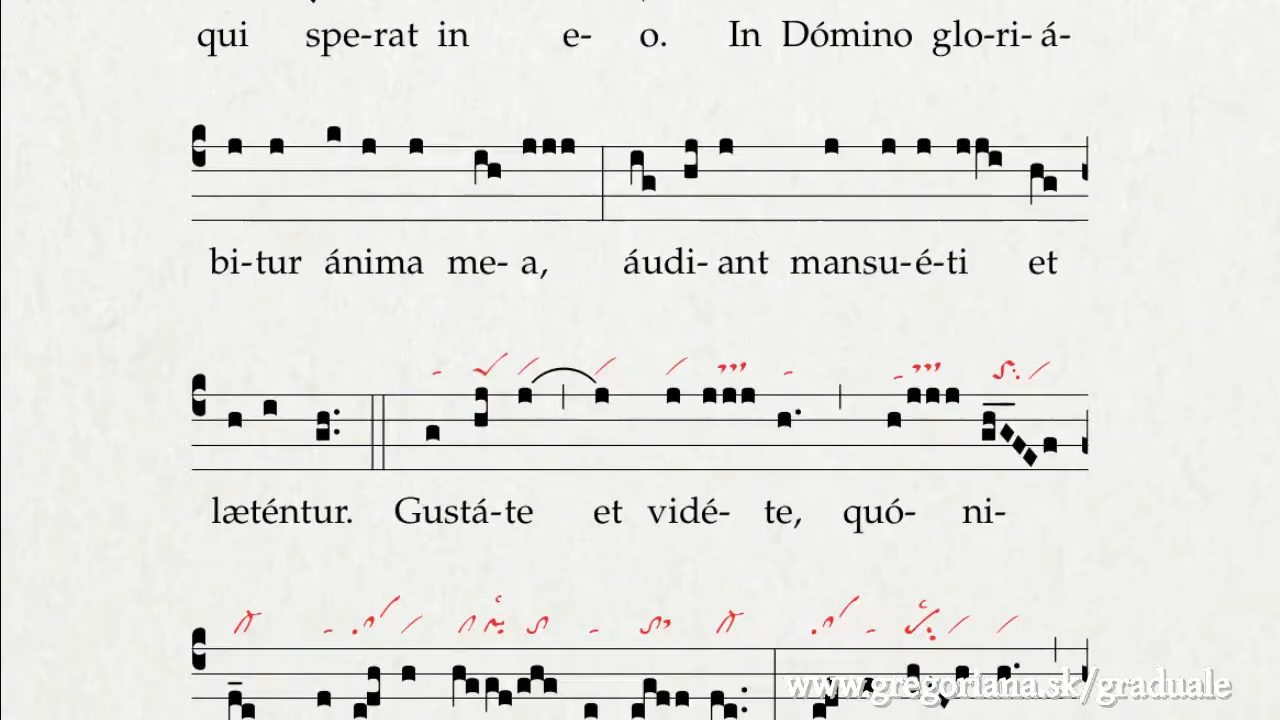 qui spe-rat in e- o. In Dómino glo-ri- á-
bi-tur ánima me- a, áudi- ant mansu-é-ti et
lætén­tur. Gustá-te et vidé- te, quó- ni-
www.gregoriana.sk/graduale